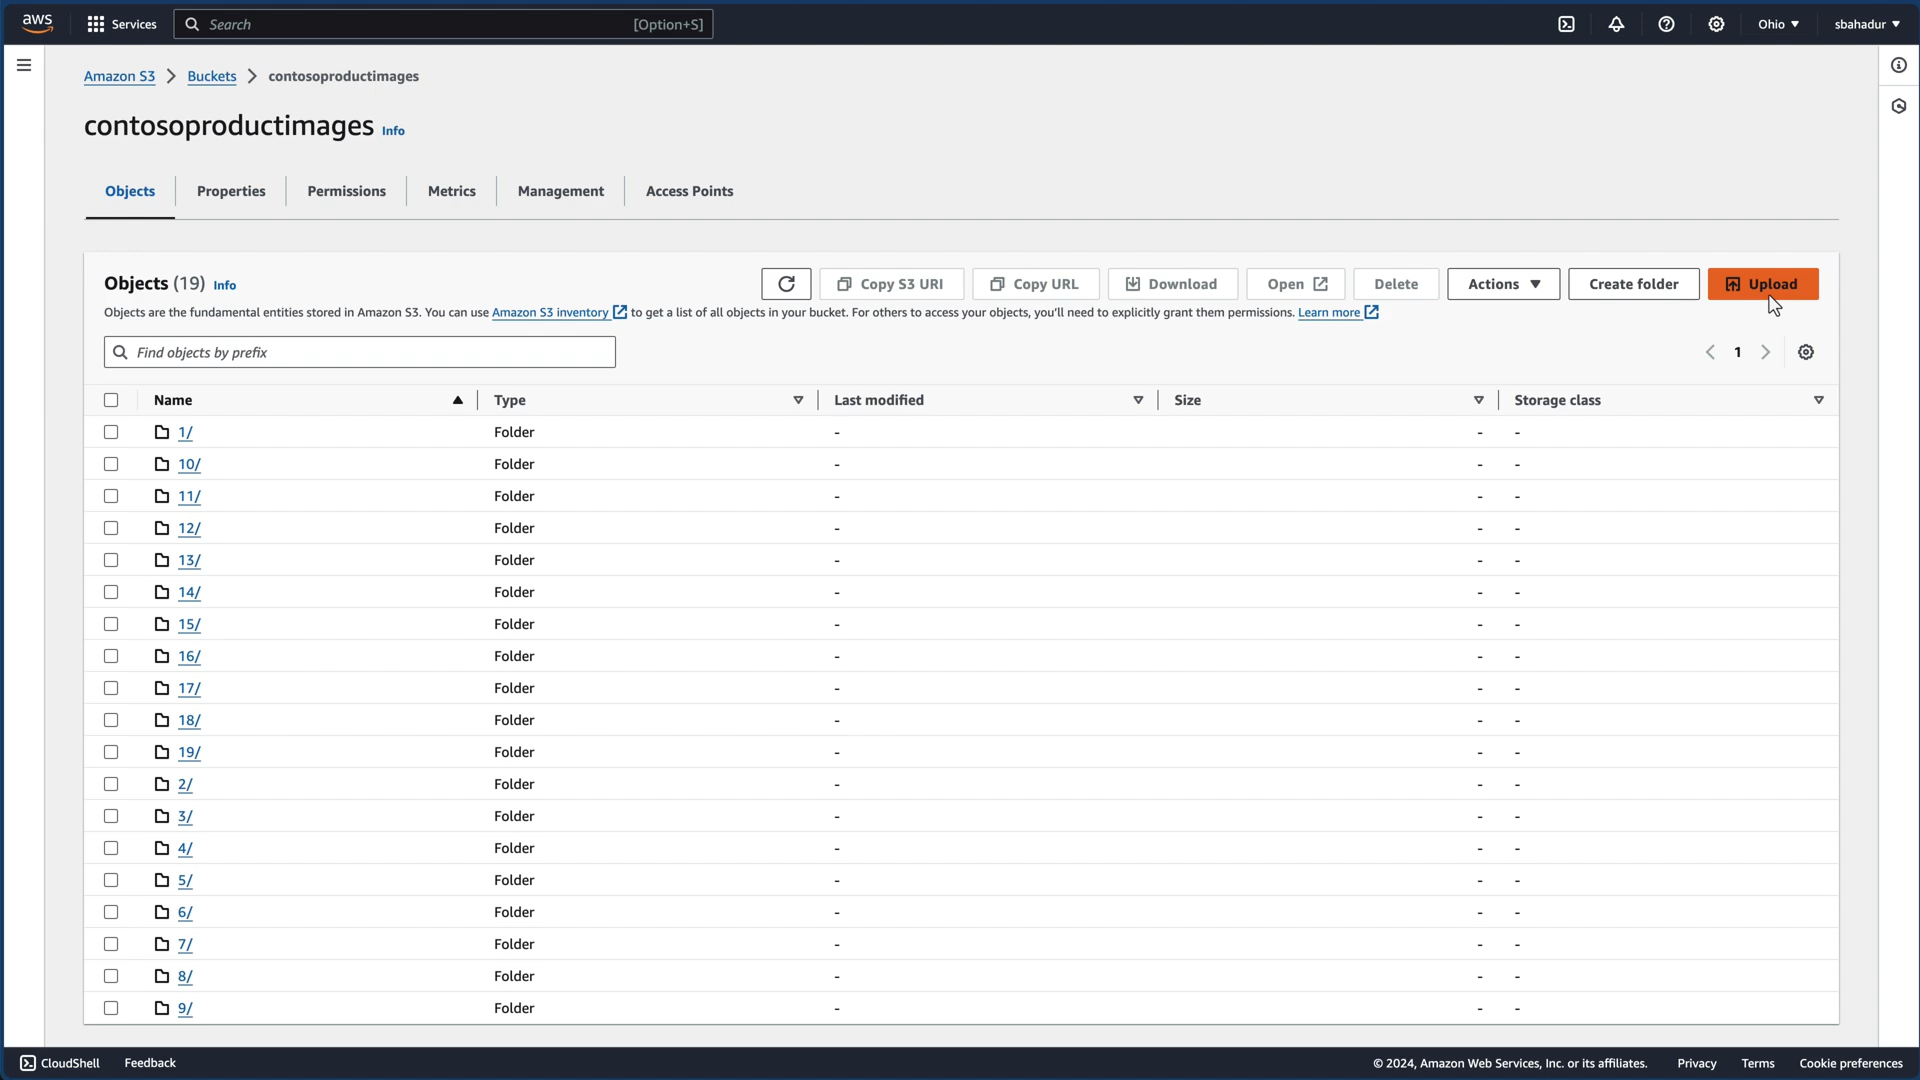 aws Services Search [Option+S] Ohio sbahadur
Amazon S3 Buckets contosoproductimages
contosoproductimages Info
Objects Properties Permissions Metrics Management Access Points
Objects (19) Info Copy S3 URI Copy URL Download Open Delete Actions Create folder Upload
Objects are the fundamental entities stored in Amazon S3. You can use Amazon S3 inventory to get a list of all objects in your bucket. For others to access your objects, you'll need to explicitly grant them permissions. Learn more
Find objects by prefix 1
Name Type Last modified Size Storage class
1/ Folder - - -
10/ Folder - - -
11/ Folder - - -
12/ Folder - - -
13/ Folder - - -
14/ Folder - - -
15/ Folder - - -
16/ Folder - - -
17/ Folder - - -
18/ Folder - - -
19/ Folder - - -
2/ Folder - - -
3/ Folder - - -
4/ Folder - - -
5/ Folder - - -
6/ Folder - - -
7/ Folder - - -
8/ Folder - - -
9/ Folder - - -
CloudShell Feedback © 2024, Amazon Web Services, Inc. or its affiliates. Privacy Terms Cookie preferences